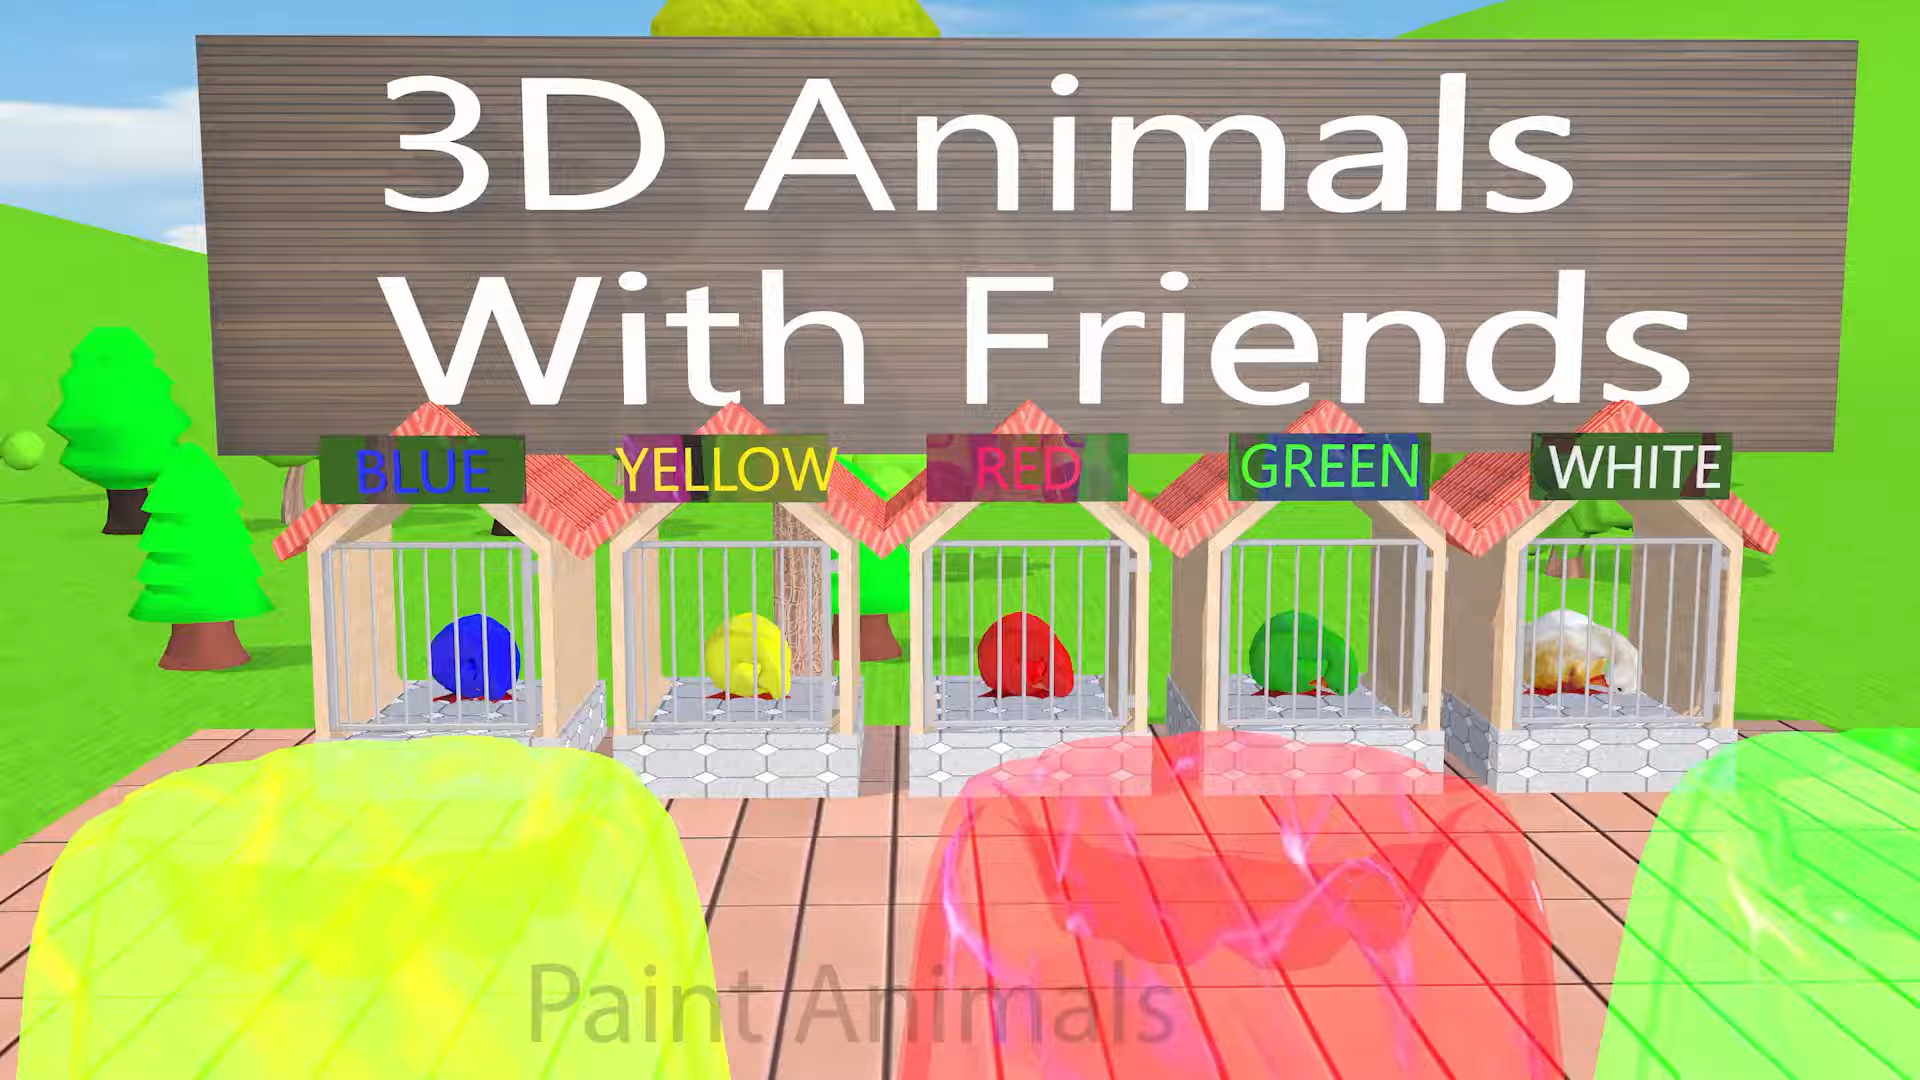 3D Animals
With Friends
BLUE
YELLOW
RED
GREEN
WHITE
Paint Animals